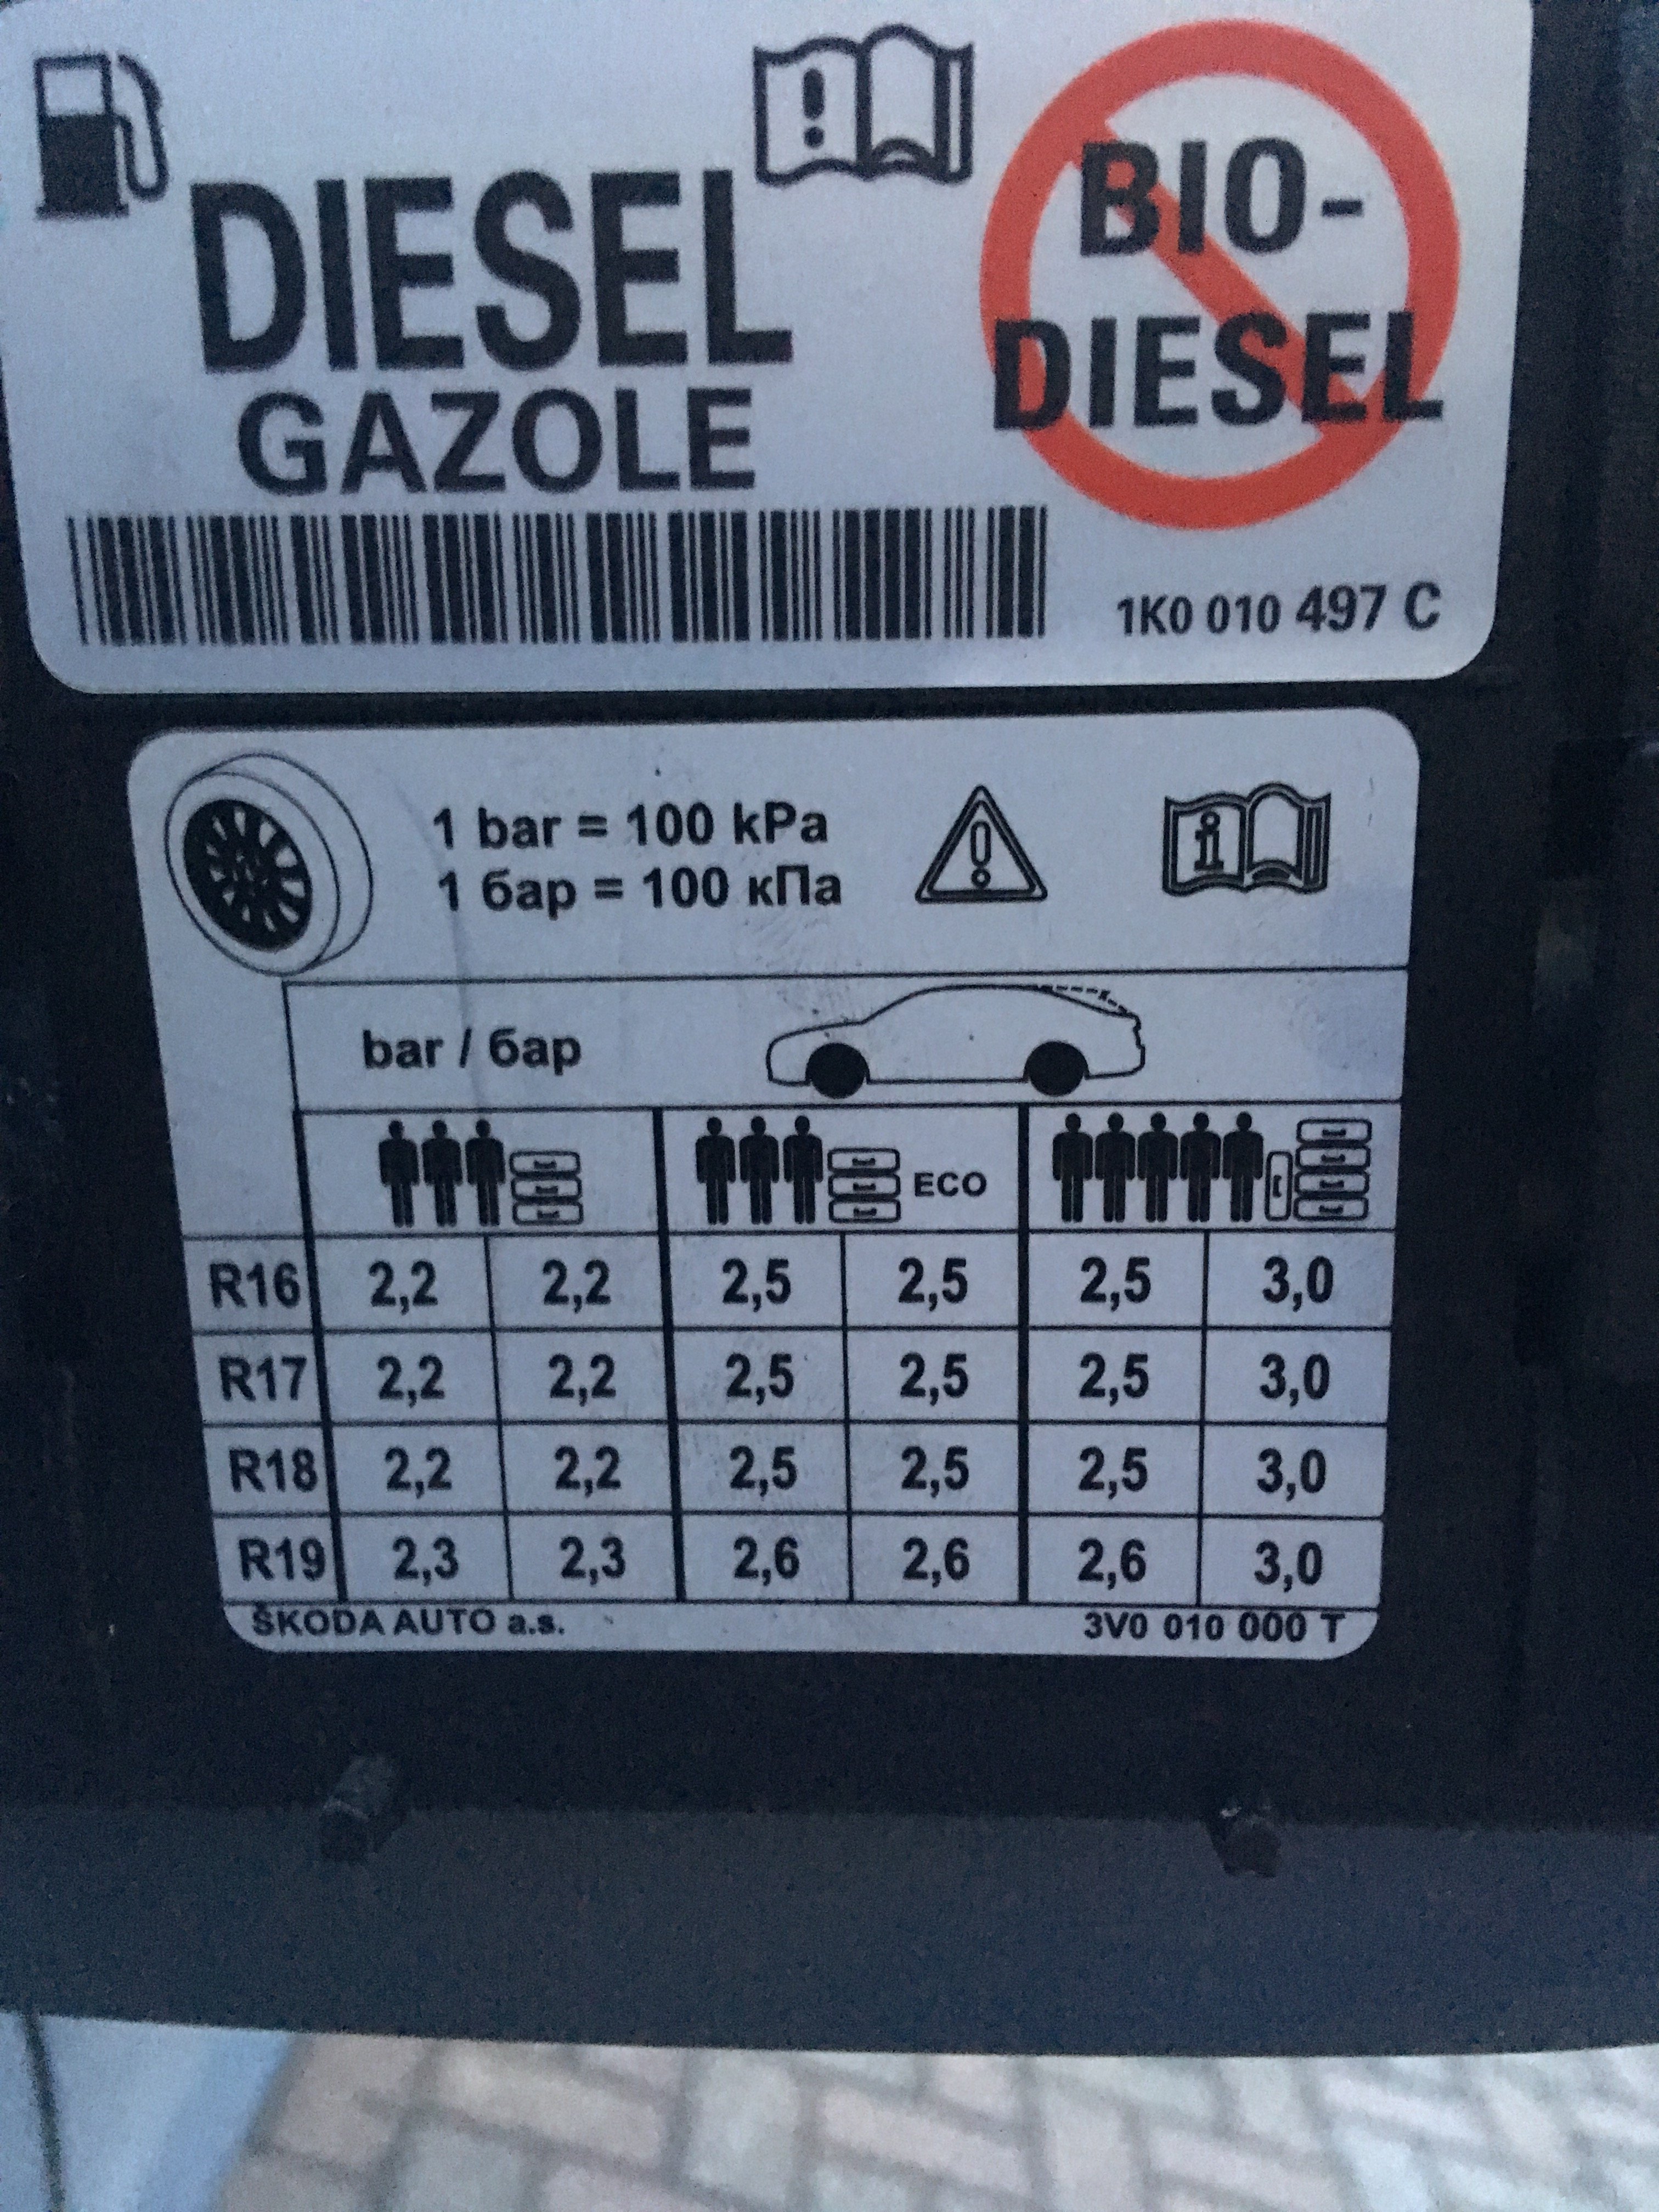 DIESEL
GAZOLE
BIO-
DIESEL
1K0 010 497 C
1 bar = 100 kPa
1 бар = 100 кПа
bar / бар
ECO
R16 2,2 2,2 2,5 2,5 2,5 3,0
R17 2,2 2,2 2,5 2,5 2,5 3,0
R18 2,2 2,2 2,5 2,5 2,5 3,0
R19 2,3 2,3 2,6 2,6 2,6 3,0
ŠKODA AUTO a.s. 3V0 010 000 T